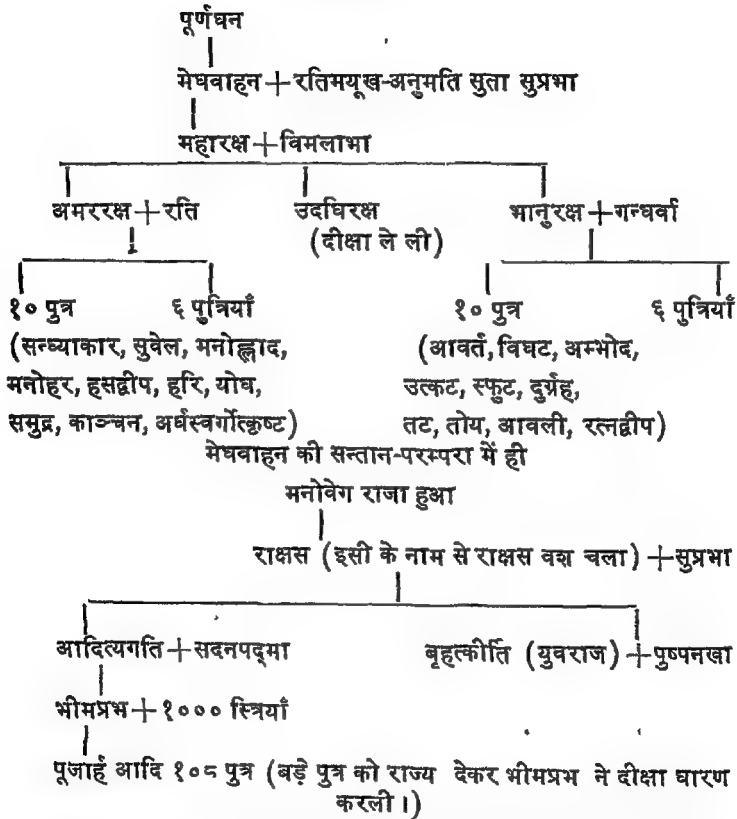 पूर्णघन
मेघवाहन + रतिमयूख-अनुमति सुता सुप्रभा
महारक्ष + विमलाभा
अमररक्ष + रति उदधिरक्ष भानुरक्ष + गन्धर्वा
(दीक्षा ले ली)
१० पुत्र ६ पुत्रियाँ १० पुत्र ६ पुत्रियाँ
(सन्ध्याकार, सुवेल, मनोह्लाद, (आवर्त, विघट, अम्भोद,
मनोहर, हसद्वीप, हरि, योध, उत्कट, स्फुट, दुर्ग्रह,
समुद्र, काञ्चन, अर्धस्वर्गोत्कृष्ट) तट, तोय, आवली, रत्नद्वीप)
मेघवाहन की सन्तान-परम्परा में ही
मनोवेग राजा हुआ
राक्षस (इसी के नाम से राक्षस वश चला) + सुप्रभा
आदित्यगति + सदनपद्मा बृहत्कीर्ति (युवराज) + पुष्पनखा
भीमप्रभ + १००० स्त्रियाँ
पूजार्ह आदि १०८ पुत्र (बड़े पुत्र को राज्य देकर भीमप्रभ ने दीक्षा धारण
करली ।)